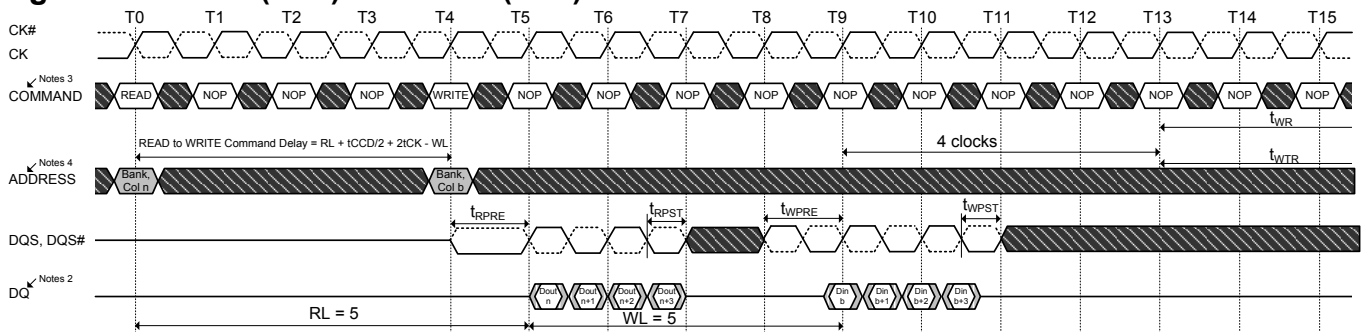 T0 T1 T2 T3 T4 T5 T6 T7 T8 T9 T10 T11 T12 T13 T14 T15
CK#
CK
Notes 3
COMMAND READ NOP NOP NOP WRITE NOP NOP NOP NOP NOP NOP NOP NOP NOP NOP NOP
tWR
READ to WRITE Command Delay = RL + tCCD/2 + 2tCK - WL
4 clocks
tWTR
Notes 4
ADDRESS
Bank, Col n
Bank, Col b
tRPRE tRPST tWPRE tWPST
DQS, DQS#
Notes 2
DQ
Dout n
Dout n+1
Dout n+2
Dout n+3
Din b
Din b+1
Din b+2
Din b+3
RL = 5 WL = 5